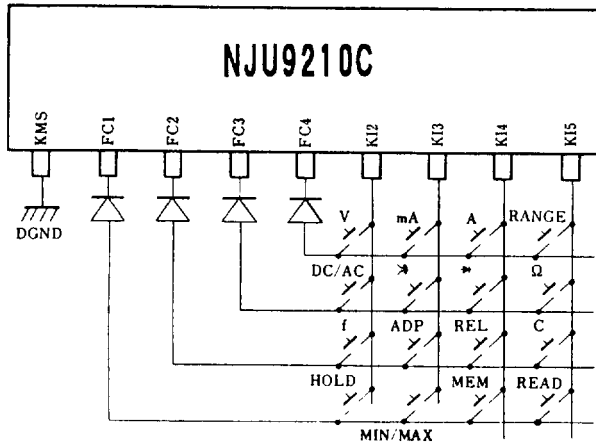 NJU9210C
KMS FC1 FC2 FC3 FC4 KI2 KI3 KI4 KI5
DGND
V mA A RANGE
DC/AC Ω
f ADP REL C
HOLD MEM READ
MIN/MAX